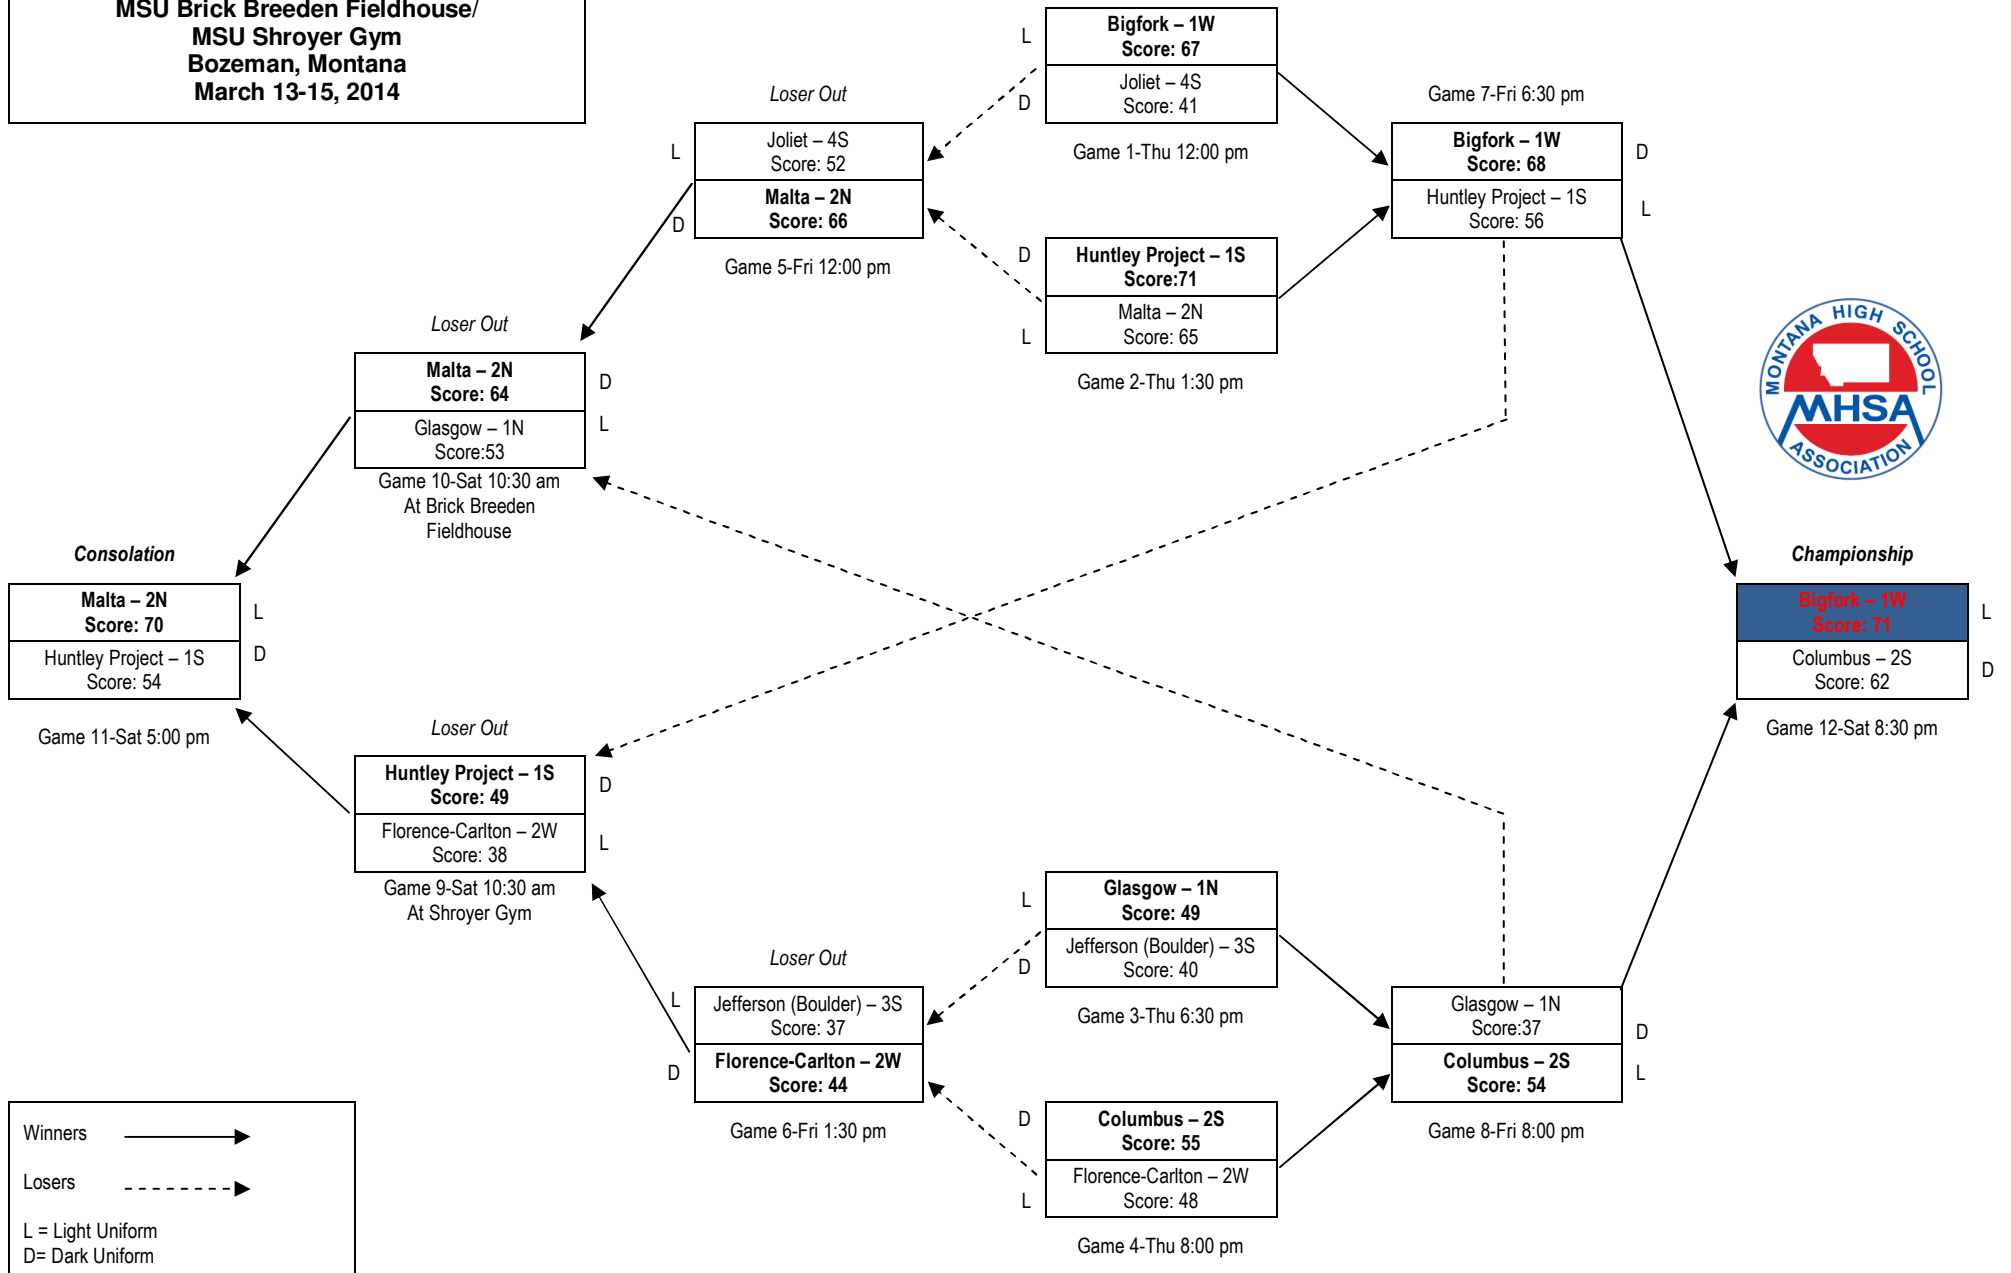 MSU Brick Breeden Fieldhouse/
MSU Shroyer Gym
Bozeman, Montana
March 13-15, 2014
L
Bigfork – 1W
Score: 67
D
Joliet – 4S
Score: 41
Game 1-Thu 12:00 pm
D
Huntley Project – 1S
Score:71
L
Malta – 2N
Score: 65
Game 2-Thu 1:30 pm
Loser Out
L
Joliet – 4S
Score: 52
D
Malta – 2N
Score: 66
Game 5-Fri 12:00 pm
Game 7-Fri 6:30 pm
Bigfork – 1W
Score: 68
D
Huntley Project – 1S
Score: 56
L
Loser Out
Malta – 2N
Score: 64
D
Glasgow – 1N
Score:53
L
Game 10-Sat 10:30 am
At Brick Breeden
Fieldhouse
MONTANA HIGH SCHOOL
MHSA
ASSOCIATION
Consolation
Malta – 2N
Score: 70
L
Huntley Project – 1S
Score: 54
D
Game 11-Sat 5:00 pm
Championship
Bigfork – 1W
Score: 71
L
Columbus – 2S
Score: 62
D
Game 12-Sat 8:30 pm
Loser Out
Huntley Project – 1S
Score: 49
D
Florence-Carlton – 2W
Score: 38
L
Game 9-Sat 10:30 am
At Shroyer Gym
L
Glasgow – 1N
Score: 49
D
Jefferson (Boulder) – 3S
Score: 40
Game 3-Thu 6:30 pm
Loser Out
L
Jefferson (Boulder) – 3S
Score: 37
D
Florence-Carlton – 2W
Score: 44
Game 6-Fri 1:30 pm
Glasgow – 1N
Score:37
D
Columbus – 2S
Score: 54
L
Game 8-Fri 8:00 pm
D
Columbus – 2S
Score: 55
L
Florence-Carlton – 2W
Score: 48
Game 4-Thu 8:00 pm
Winners
Losers
L = Light Uniform
D= Dark Uniform